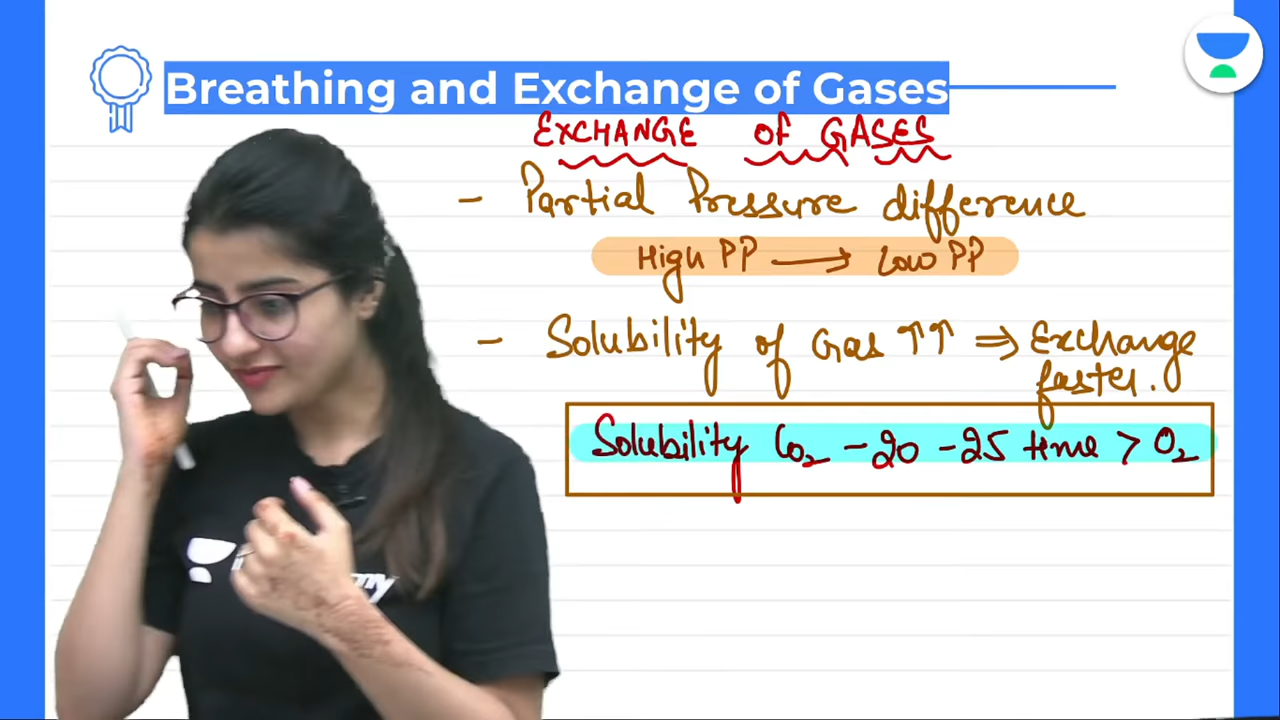 Breathing and Exchange of Gases
EXCHANGE OF GASES
- Partial Pressure difference
High PP → Low PP
- Solubility of Gas ↑↑ ⇒ Exchange
faster.
Solubility CO₂ - 20 - 25 time > O₂